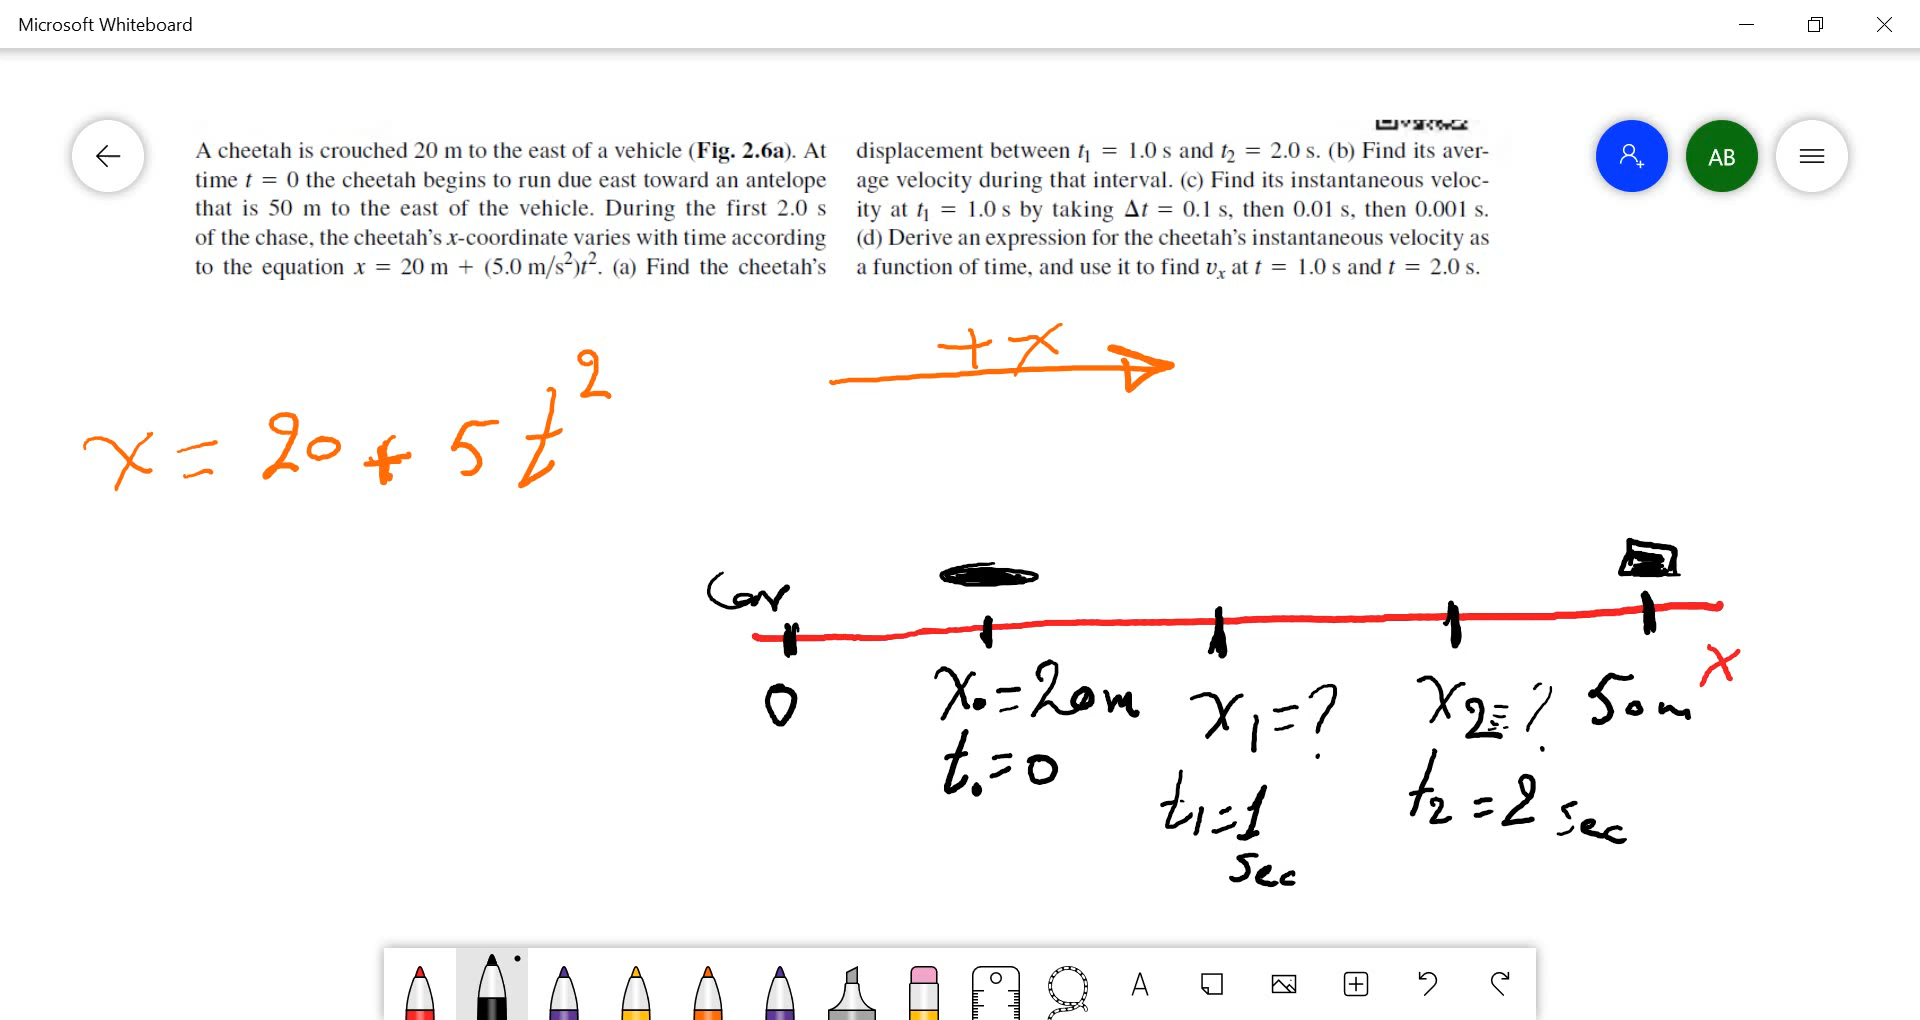 Microsoft Whiteboard
AB
A cheetah is crouched 20 m to the east of a vehicle (Fig. 2.6a). At
time t = 0 the cheetah begins to run due east toward an antelope
that is 50 m to the east of the vehicle. During the first 2.0 s
of the chase, the cheetah's x-coordinate varies with time according
to the equation x = 20 m + (5.0 m/s²)t². (a) Find the cheetah's
displacement between t₁ = 1.0 s and t₂ = 2.0 s. (b) Find its aver-
age velocity during that interval. (c) Find its instantaneous veloc-
ity at t₁ = 1.0 s by taking Δt = 0.1 s, then 0.01 s, then 0.001 s.
(d) Derive an expression for the cheetah's instantaneous velocity as
a function of time, and use it to find vₓ at t = 1.0 s and t = 2.0 s.
+x
x = 20 + 5 t²
Car
x
0
x₀ = 20m
x₁ = ?
x₂ = ?
50m
t₀ = 0
t₁ = 1
sec
t₂ = 2 sec
A